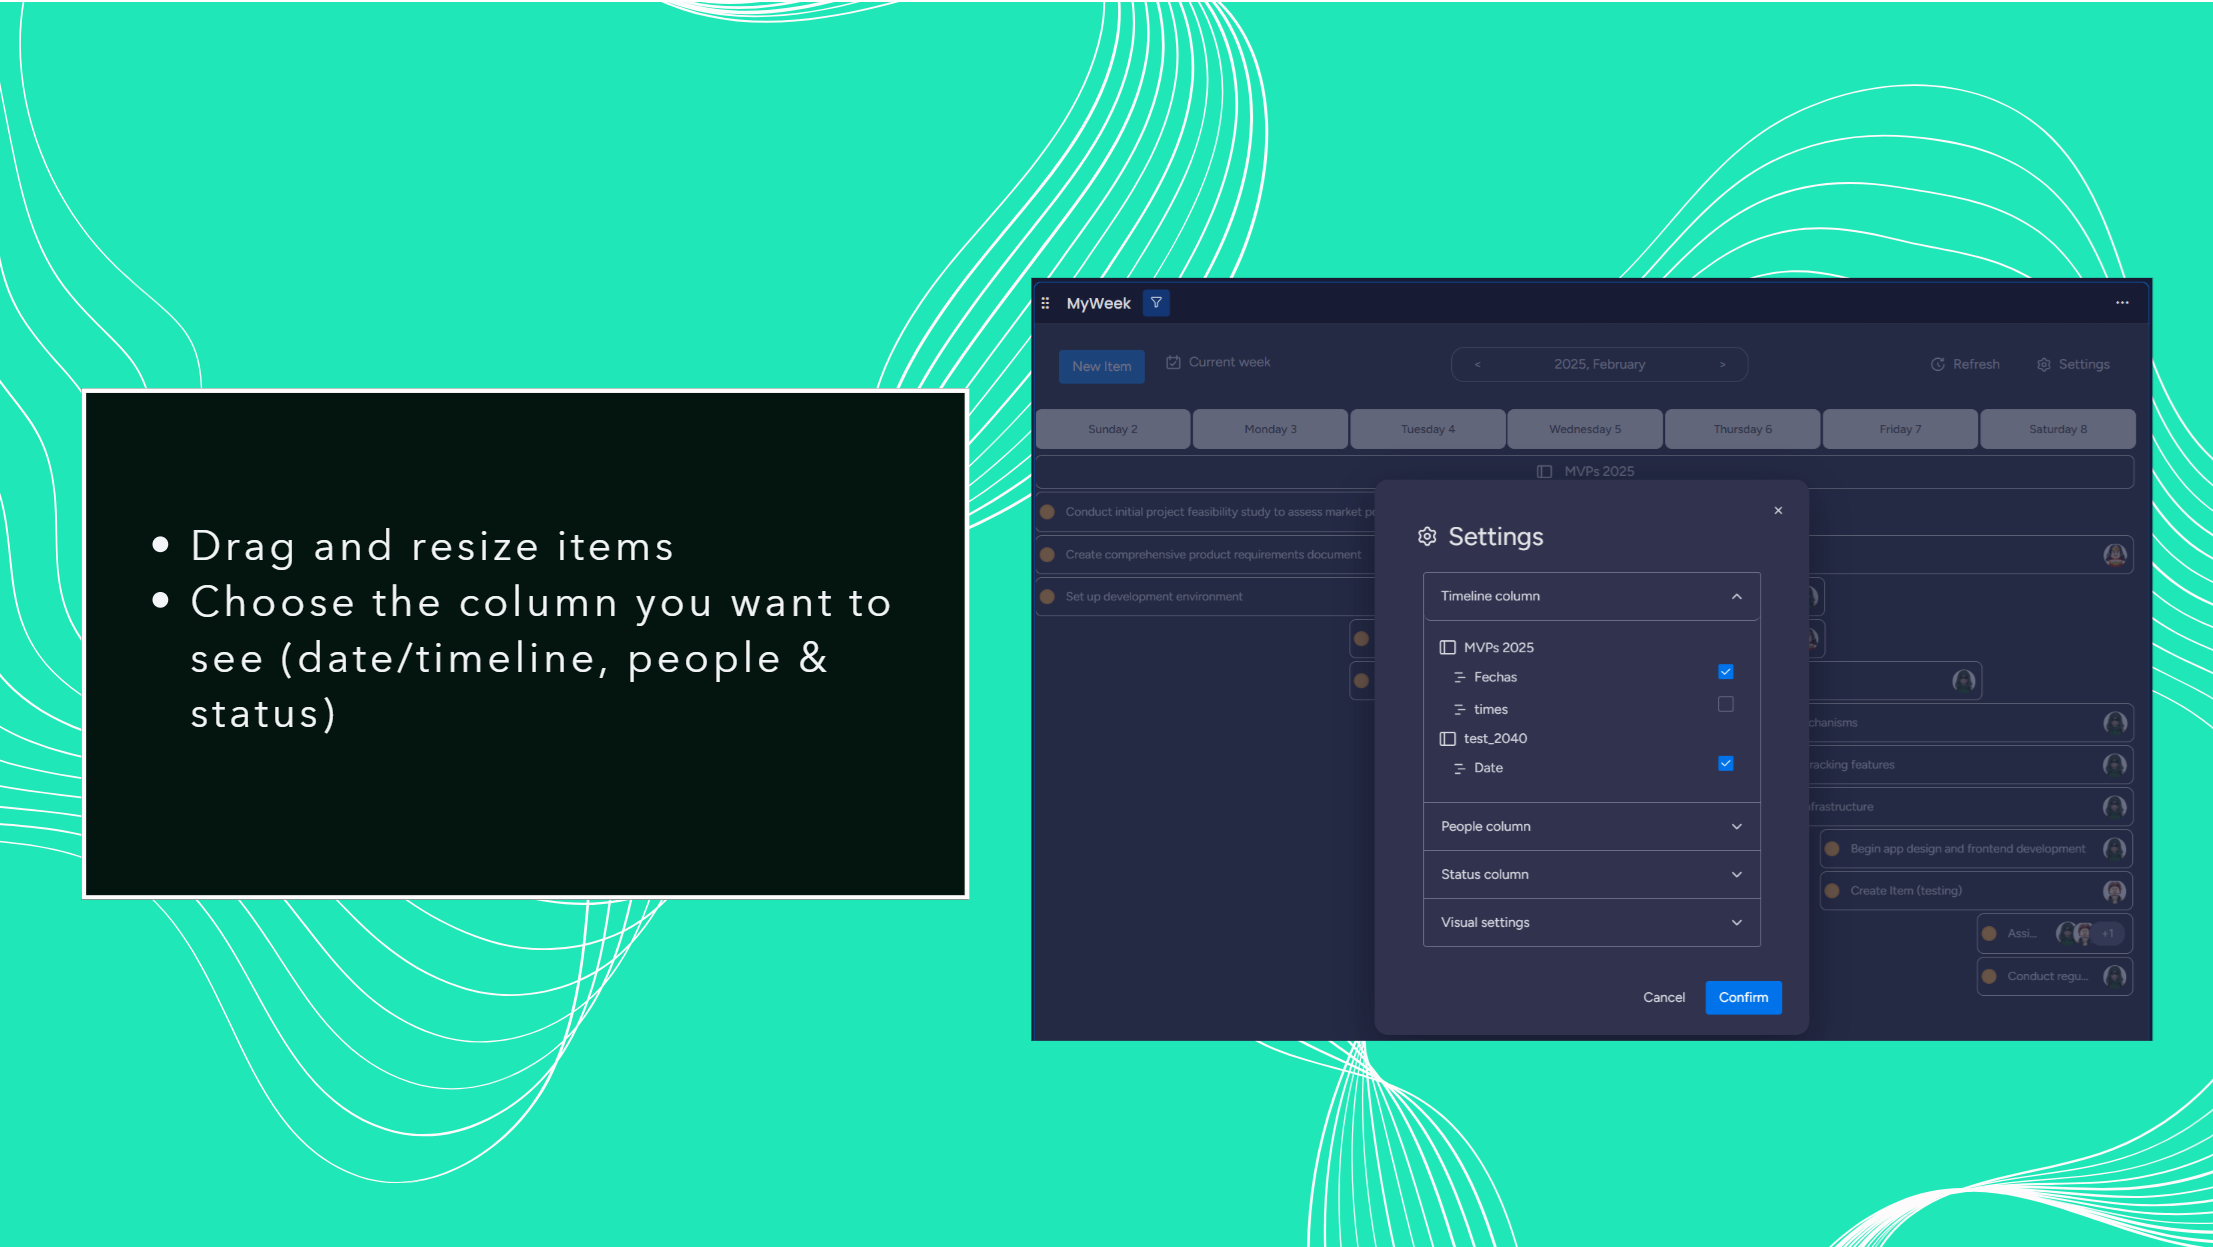 • Drag and resize items
• Choose the column you want to
see (date/timeline, people &
status)
MyWeek
New Item
Current week
< 2025, February >
Refresh
Settings
Sunday 2
Monday 3
Tuesday 4
Wednesday 5
Thursday 6
Friday 7
Saturday 8
MVPs 2025
Conduct initial project feasibility study to assess market
Create comprehensive product requirements document
Set up development environment
Settings
Timeline column
MVPs 2025
Fechas
times
test_2040
Date
People column
Status column
Visual settings
Cancel
Confirm
chanisms
racking features
frastructure
Begin app design and frontend development
Create Item (testing)
Assi...
+1
Conduct regu...